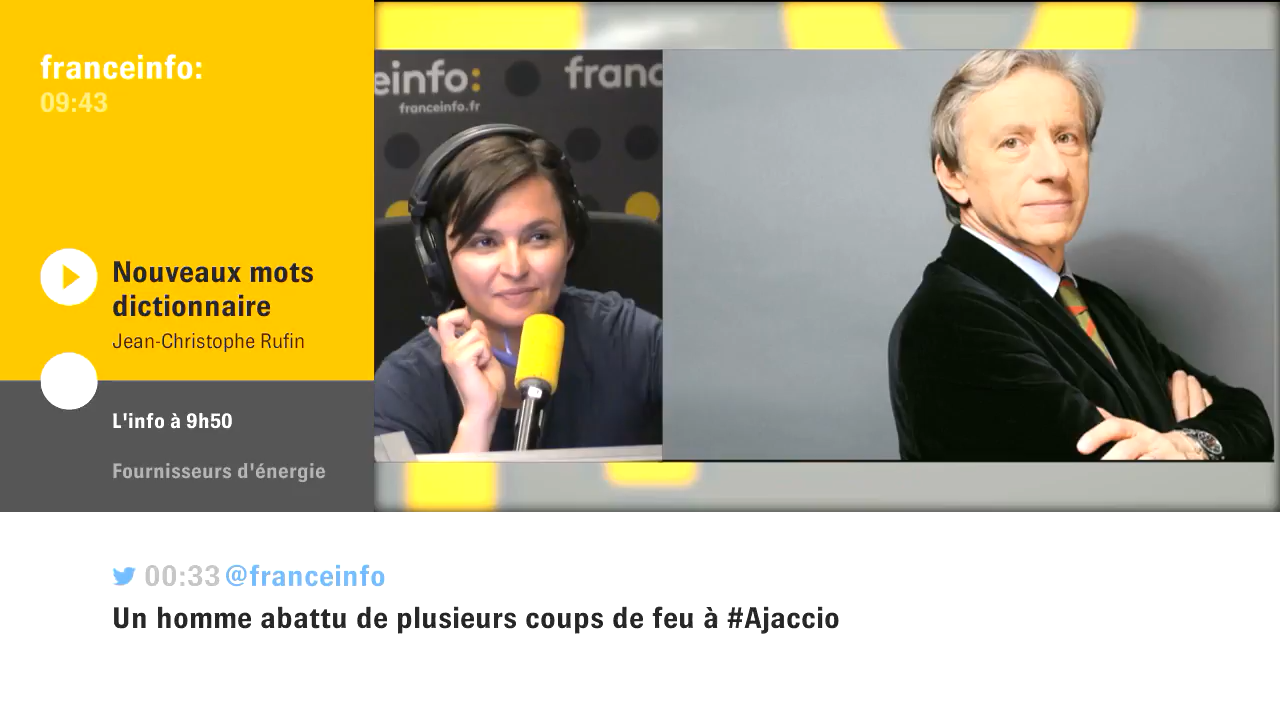 franceinfo:
09:43
einfo:
franc
franceinfo.fr
Nouveaux mots
dictionnaire
Jean-Christophe Rufin
L'info à 9h50
Fournisseurs d'énergie
00:33 @franceinfo
Un homme abattu de plusieurs coups de feu à #Ajaccio